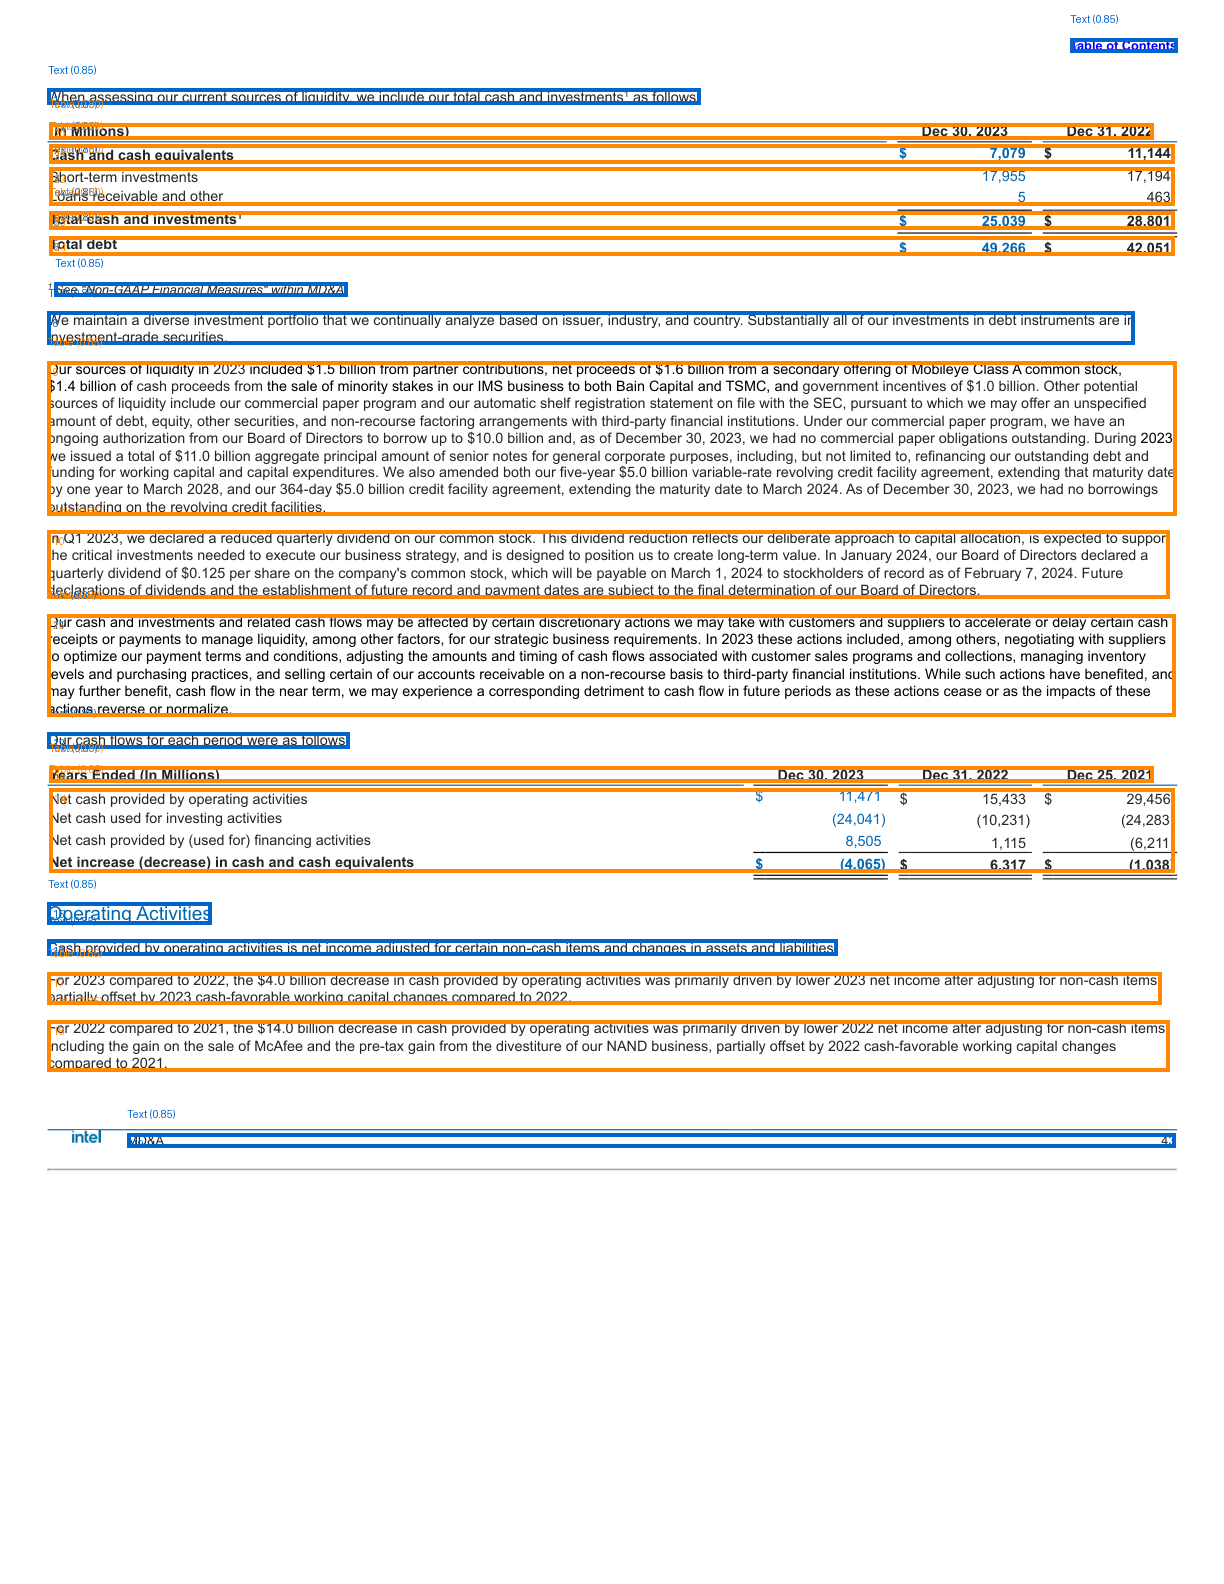 Text (0.85)
Table of Contents
Text (0.85)
When assessing our current sources of liquidity, we include our total cash and investments¹ as follows
(In Millions) Dec 30, 2023 Dec 31, 2022
Cash and cash equivalents $ 7,079 $ 11,144
Short-term investments 17,955 17,194
Loans receivable and other 5 463
Total cash and investments¹ $ 25,039 $ 28,801
Total debt $ 49,266 $ 42,051
Text (0.85)
¹ See "Non-GAAP Financial Measures" within MD&A
We maintain a diverse investment portfolio that we continually analyze based on issuer, industry, and country. Substantially all of our investments in debt instruments are in
investment-grade securities.
Our sources of liquidity in 2023 included $1.5 billion from partner contributions, net proceeds of $1.6 billion from a secondary offering of Mobileye Class A common stock,
$1.4 billion of cash proceeds from the sale of minority stakes in our IMS business to both Bain Capital and TSMC, and government incentives of $1.0 billion. Other potential
sources of liquidity include our commercial paper program and our automatic shelf registration statement on file with the SEC, pursuant to which we may offer an unspecified
amount of debt, equity, other securities, and non-recourse factoring arrangements with third-party financial institutions. Under our commercial paper program, we have an
ongoing authorization from our Board of Directors to borrow up to $10.0 billion and, as of December 30, 2023, we had no commercial paper obligations outstanding. During 2023
we issued a total of $11.0 billion aggregate principal amount of senior notes for general corporate purposes, including, but not limited to, refinancing our outstanding debt and
funding for working capital and capital expenditures. We also amended both our five-year $5.0 billion variable-rate revolving credit facility agreement, extending that maturity date
by one year to March 2028, and our 364-day $5.0 billion credit facility agreement, extending the maturity date to March 2024. As of December 30, 2023, we had no borrowings
outstanding on the revolving credit facilities.
In Q1 2023, we declared a reduced quarterly dividend on our common stock. This dividend reduction reflects our deliberate approach to capital allocation, is expected to support
the critical investments needed to execute our business strategy, and is designed to position us to create long-term value. In January 2024, our Board of Directors declared a
quarterly dividend of $0.125 per share on the company's common stock, which will be payable on March 1, 2024 to stockholders of record as of February 7, 2024. Future
declarations of dividends and the establishment of future record and payment dates are subject to the final determination of our Board of Directors.
Our cash and investments and related cash flows may be affected by certain discretionary actions we may take with customers and suppliers to accelerate or delay certain cash
receipts or payments to manage liquidity, among other factors, for our strategic business requirements. In 2023 these actions included, among others, negotiating with suppliers
to optimize our payment terms and conditions, adjusting the amounts and timing of cash flows associated with customer sales programs and collections, managing inventory
levels and purchasing practices, and selling certain of our accounts receivable on a non-recourse basis to third-party financial institutions. While such actions have benefited, and
may further benefit, cash flow in the near term, we may experience a corresponding detriment to cash flow in future periods as these actions cease or as the impacts of these
actions reverse or normalize.
Our cash flows for each period were as follows
Years Ended (In Millions) Dec 30, 2023 Dec 31, 2022 Dec 25, 2021
Net cash provided by operating activities $ 11,471 $ 15,433 $ 29,456
Net cash used for investing activities (24,041) (10,231) (24,283
Net cash provided by (used for) financing activities 8,505 1,115 (6,211
Net increase (decrease) in cash and cash equivalents $ (4,065) $ 6,317 $ (1,038
Text (0.85)
Operating Activities
Cash provided by operating activities is net income adjusted for certain non-cash items and changes in assets and liabilities
For 2023 compared to 2022, the $4.0 billion decrease in cash provided by operating activities was primarily driven by lower 2023 net income after adjusting for non-cash items
partially offset by 2023 cash-favorable working capital changes compared to 2022.
For 2022 compared to 2021, the $14.0 billion decrease in cash provided by operating activities was primarily driven by lower 2022 net income after adjusting for non-cash items
including the gain on the sale of McAfee and the pre-tax gain from the divestiture of our NAND business, partially offset by 2022 cash-favorable working capital changes
compared to 2021.
Text (0.85)
intel MD&A